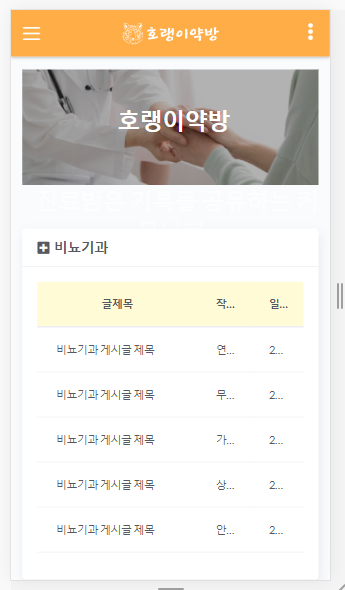 호랭이약방
호랭이약방
비뇨기과
글제목 작... 일...
비뇨기과 게시글 제목 연... 2...
비뇨기과 게시글 제목 무... 2...
비뇨기과 게시글 제목 가... 2...
비뇨기과 게시글 제목 상... 2...
비뇨기과 게시글 제목 안... 2...